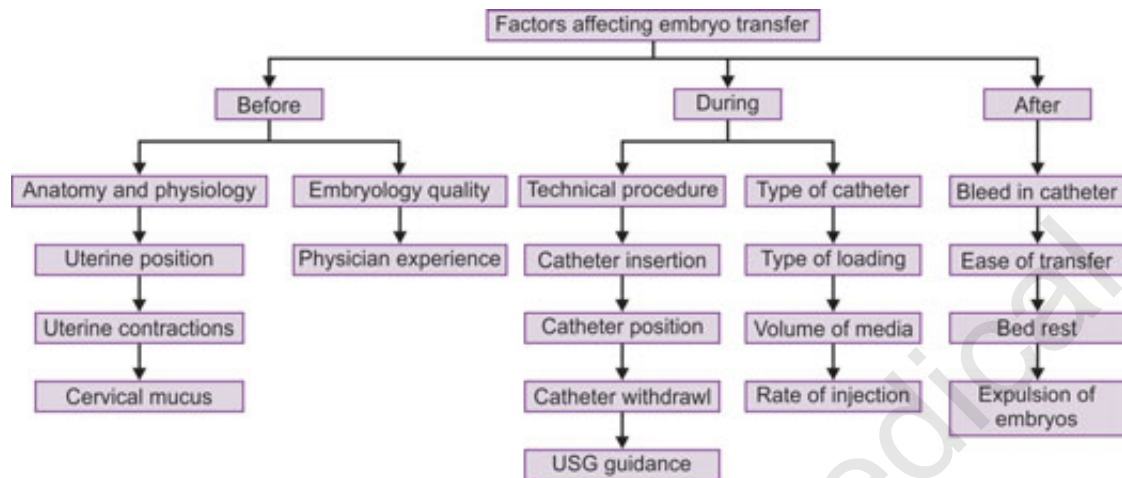 Factors affecting embryo transfer
Before
During
After
Anatomy and physiology
Embryology quality
Technical procedure
Type of catheter
Bleed in catheter
Uterine position
Physician experience
Catheter insertion
Type of loading
Ease of transfer
Uterine contractions
Catheter position
Volume of media
Bed rest
Cervical mucus
Catheter withdrawl
Rate of injection
Expulsion of
embryos
USG guidance
edical